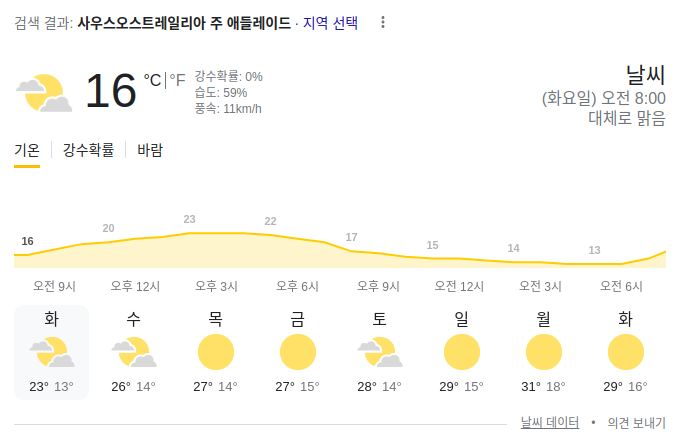 검색 결과: 사우스오스트레일리아 주 애들레이드 · 지역 선택
16 °C | °F
강수확률: 0%
습도: 59%
풍속: 11km/h
날씨
(화요일) 오전 8:00
대체로 맑음
기온 강수확률 바람
16 20 23 22 17 15 14 13
오전 9시 오후 12시 오후 3시 오후 6시 오후 9시 오전 12시 오전 3시 오전 6시
화 수 목 금 토 일 월 화
23° 13° 26° 14° 27° 14° 27° 15° 28° 14° 29° 15° 31° 18° 29° 16°
날씨 데이터 • 의견 보내기